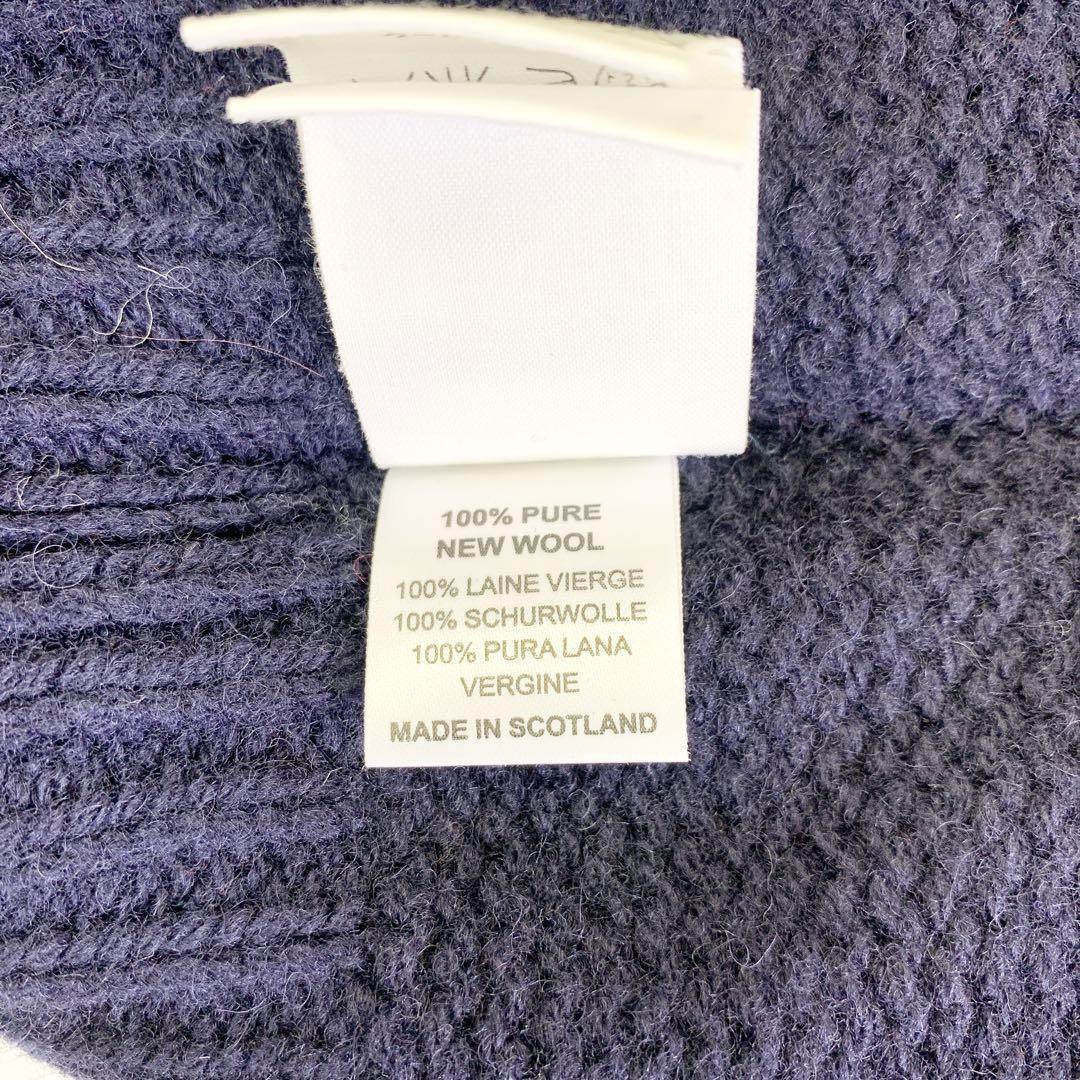 100% PURE
NEW WOOL
100% LAINE VIERGE
100% SCHURWOLLE
100% PURA LANA
VERGINE
MADE IN SCOTLAND